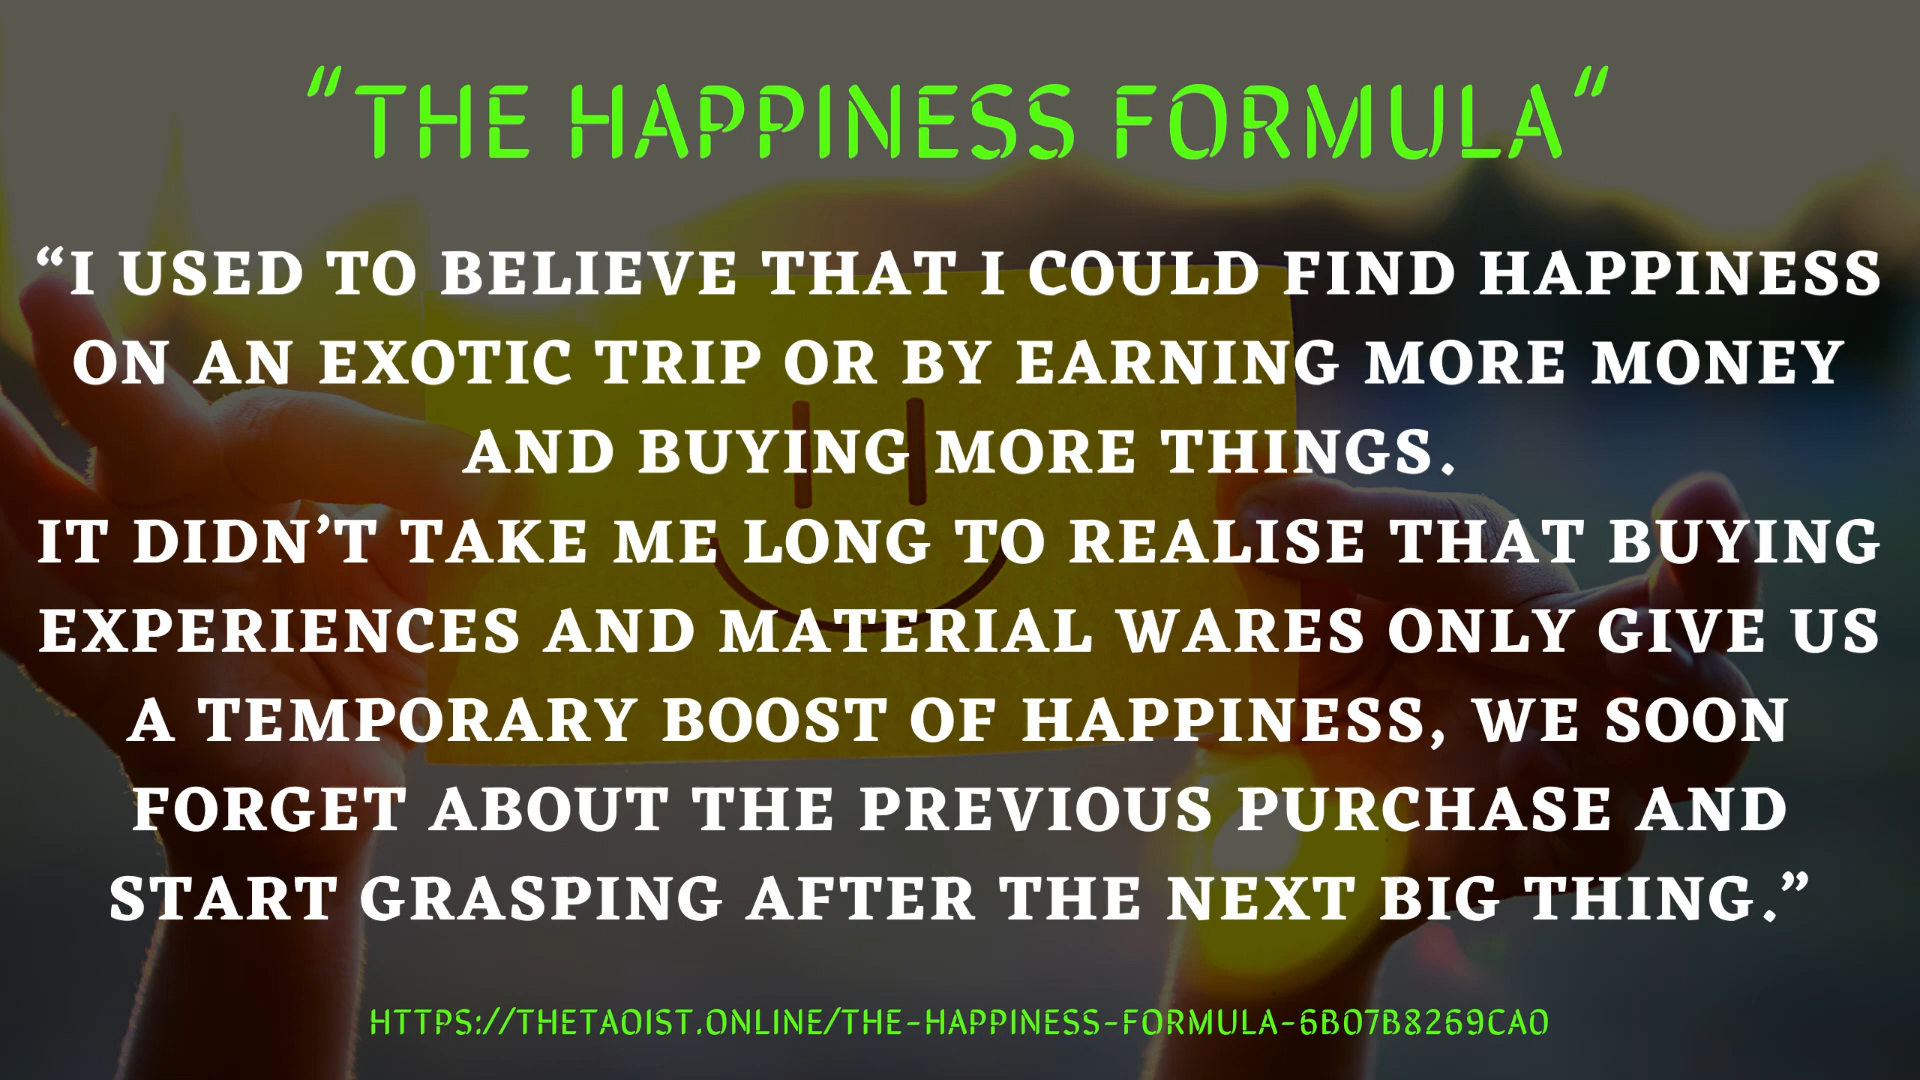 “THE HAPPINESS FORMULA“
“I USED TO BELIEVE THAT I COULD FIND HAPPINESS
ON AN EXOTIC TRIP OR BY EARNING MORE MONEY
AND BUYING MORE THINGS.
IT DIDN’T TAKE ME LONG TO REALISE THAT BUYING
EXPERIENCES AND MATERIAL WARES ONLY GIVE US
A TEMPORARY BOOST OF HAPPINESS, WE SOON
FORGET ABOUT THE PREVIOUS PURCHASE AND
START GRASPING AFTER THE NEXT BIG THING.”
HTTPS://THETAOIST.ONLINE/THE-HAPPINESS-FORMULA-6B07B8269CA0